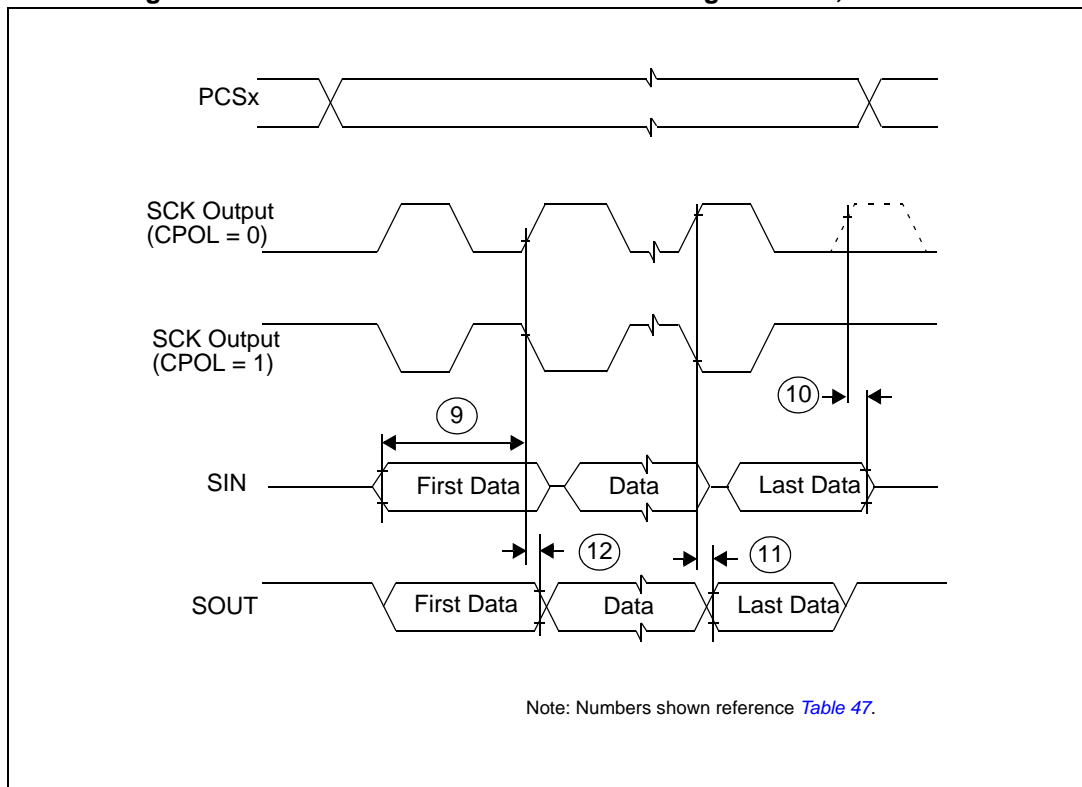 PCSx
SCK Output
(CPOL = 0)
SCK Output
(CPOL = 1)
10
9
SIN
First Data
Data
Last Data
12
11
SOUT
First Data
Data
Last Data
Note: Numbers shown reference Table 47.